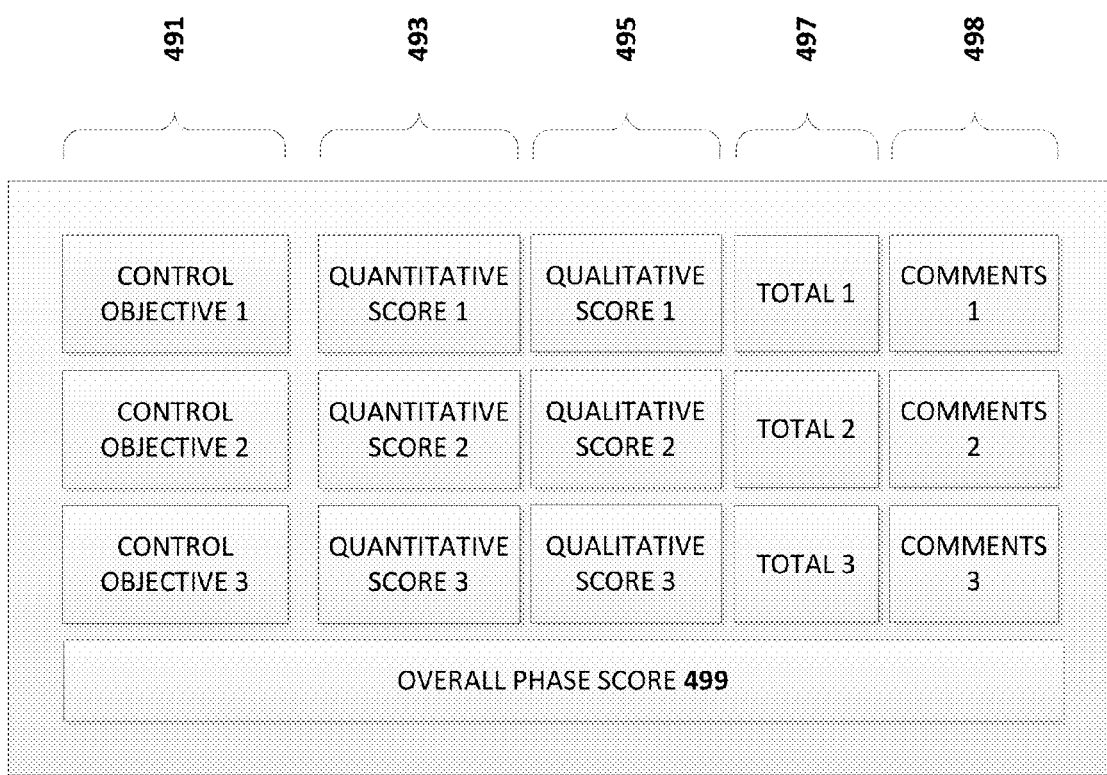 491
493
495
497
498
CONTROL
OBJECTIVE 1
QUANTITATIVE
SCORE 1
QUALITATIVE
SCORE 1
TOTAL 1
COMMENTS
1
CONTROL
OBJECTIVE 2
QUANTITATIVE
SCORE 2
QUALITATIVE
SCORE 2
TOTAL 2
COMMENTS
2
CONTROL
OBJECTIVE 3
QUANTITATIVE
SCORE 3
QUALITATIVE
SCORE 3
TOTAL 3
COMMENTS
3
OVERALL PHASE SCORE 499